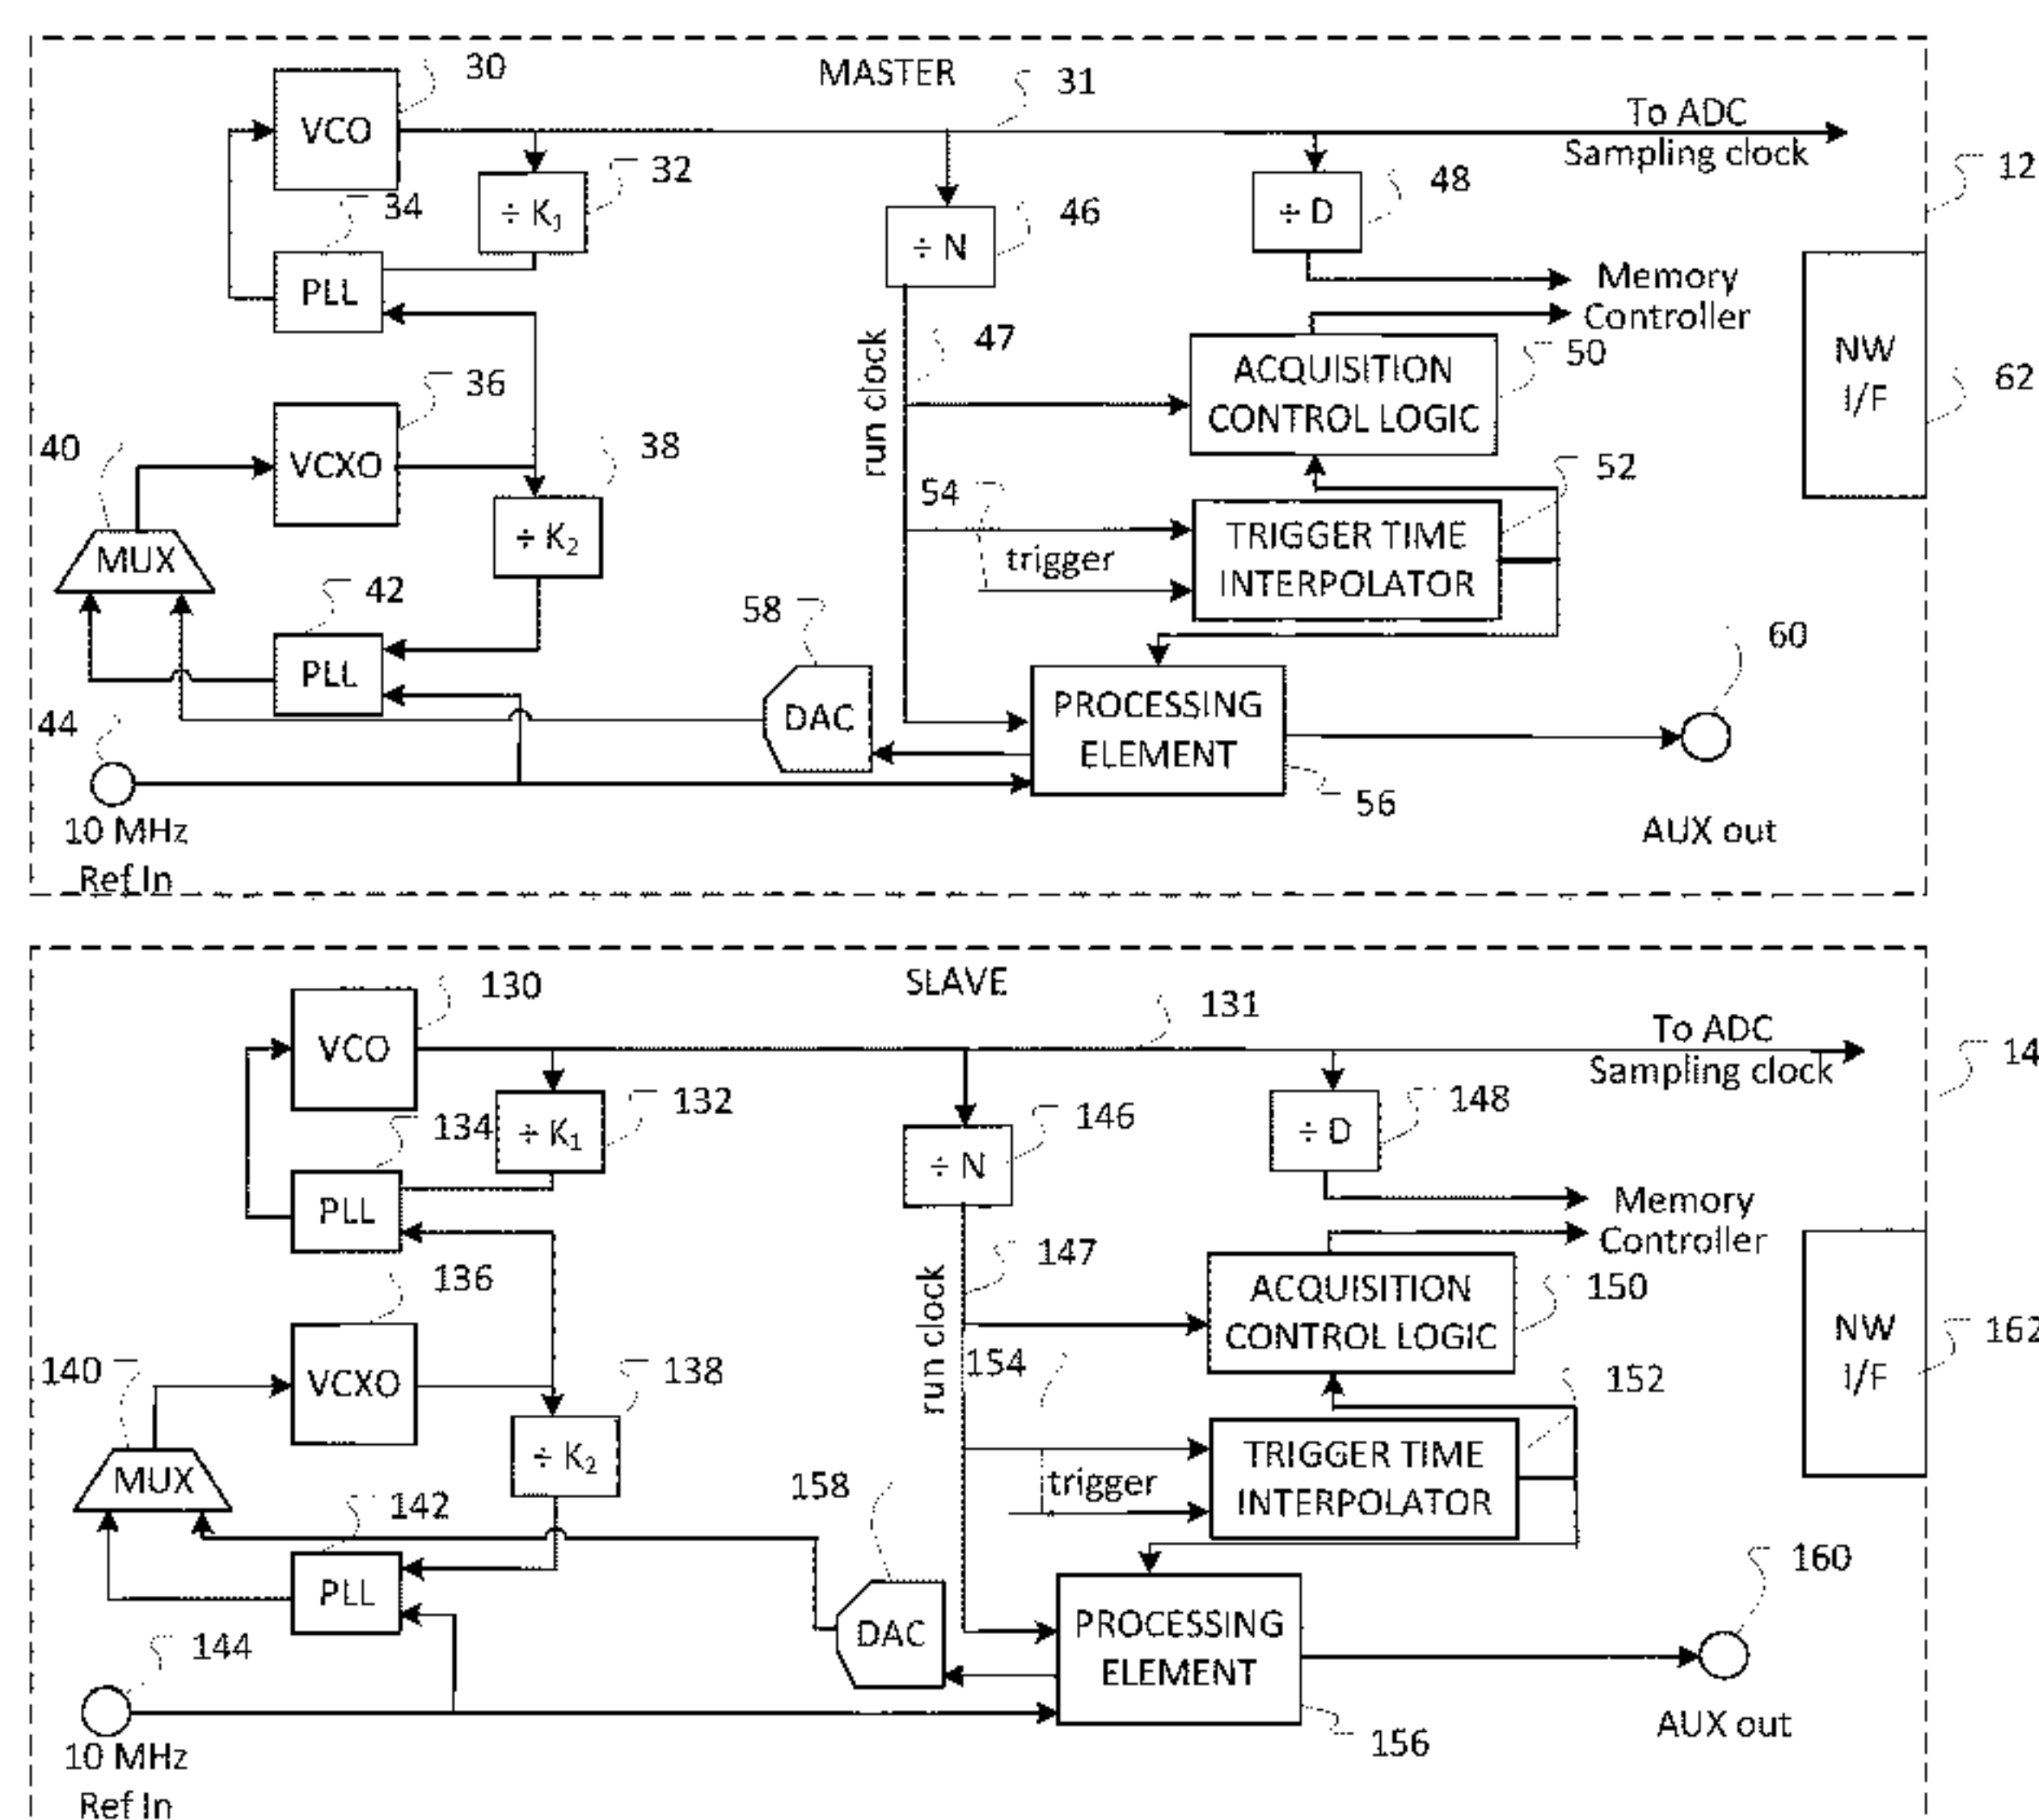 MASTER
30
31
VCO
To ADC
Sampling clock
12
32
÷ K₁
34
46
÷ N
48
÷ D
PLL
Memory
Controller
47
run clock
50
ACQUISITION
CONTROL LOGIC
NW
I/F
62
36
VCXO
40
38
÷ K₂
MUX
54
trigger
52
TRIGGER TIME
INTERPOLATOR
42
PLL
58
DAC
PROCESSING
ELEMENT
56
60
AUX out
44
10 MHz
Ref In
SLAVE
130
131
VCO
To ADC
Sampling clock
14
132
÷ K₁
134
146
÷ N
148
÷ D
PLL
Memory
Controller
147
run clock
150
ACQUISITION
CONTROL LOGIC
NW
I/F
162
136
VCXO
140
138
÷ K₂
MUX
154
trigger
152
TRIGGER TIME
INTERPOLATOR
142
PLL
158
DAC
PROCESSING
ELEMENT
156
160
AUX out
144
10 MHz
Ref In